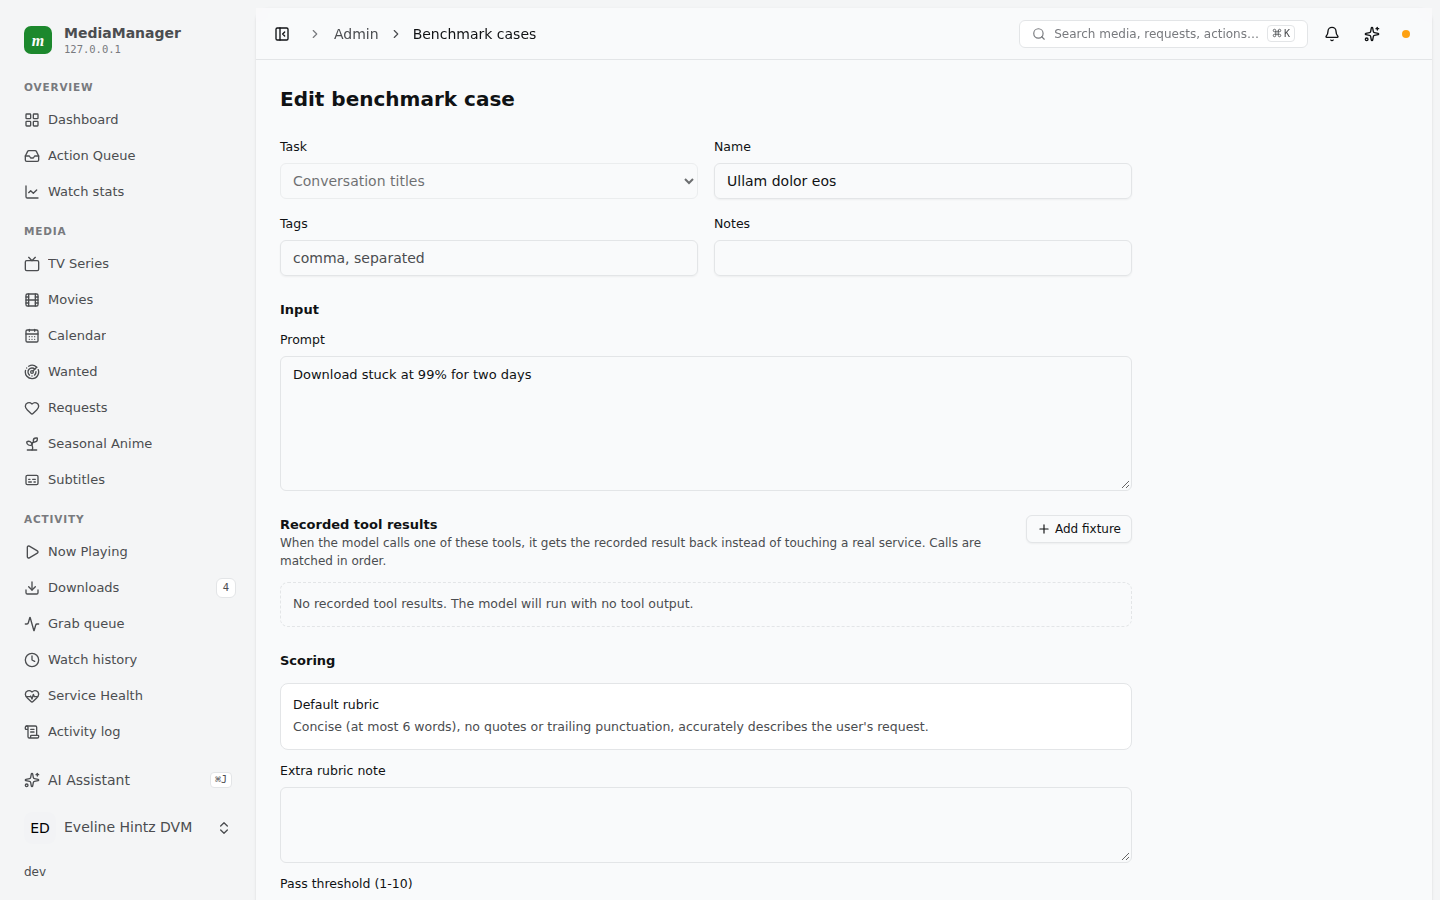 m
MediaManager
127.0.0.1
OVERVIEW
Dashboard
Action Queue
Watch stats
MEDIA
TV Series
Movies
Calendar
Wanted
Requests
Seasonal Anime
Subtitles
ACTIVITY
Now Playing
Downloads
4
Grab queue
Watch history
Service Health
Activity log
AI Assistant
⌘J
ED
Eveline Hintz DVM
dev
Admin
Benchmark cases
Search media, requests, actions...
⌘K
Edit benchmark case
Task
Name
Conversation titles
Ullam dolor eos
Tags
Notes
comma, separated
Input
Prompt
Download stuck at 99% for two days
Recorded tool results
When the model calls one of these tools, it gets the recorded result back instead of touching a real service. Calls are
matched in order.
Add fixture
No recorded tool results. The model will run with no tool output.
Scoring
Default rubric
Concise (at most 6 words), no quotes or trailing punctuation, accurately describes the user's request.
Extra rubric note
Pass threshold (1-10)